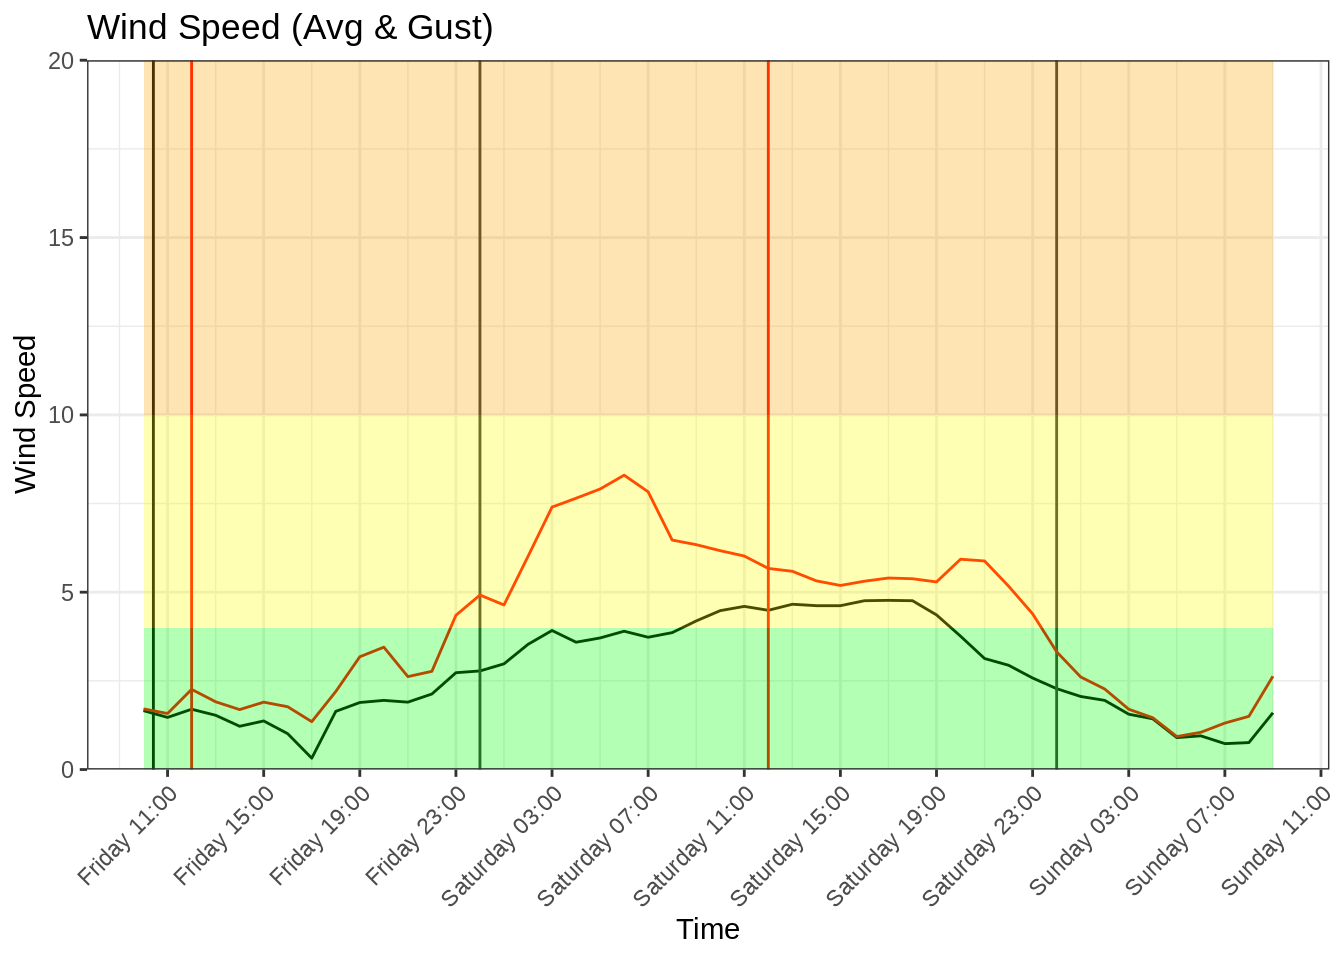 Wind Speed (Avg & Gust)
20
15
10
5
0
Wind Speed
Friday 11:00
Friday 15:00
Friday 19:00
Friday 23:00
Saturday 03:00
Saturday 07:00
Saturday 11:00
Saturday 15:00
Saturday 19:00
Saturday 23:00
Sunday 03:00
Sunday 07:00
Sunday 11:00
Time